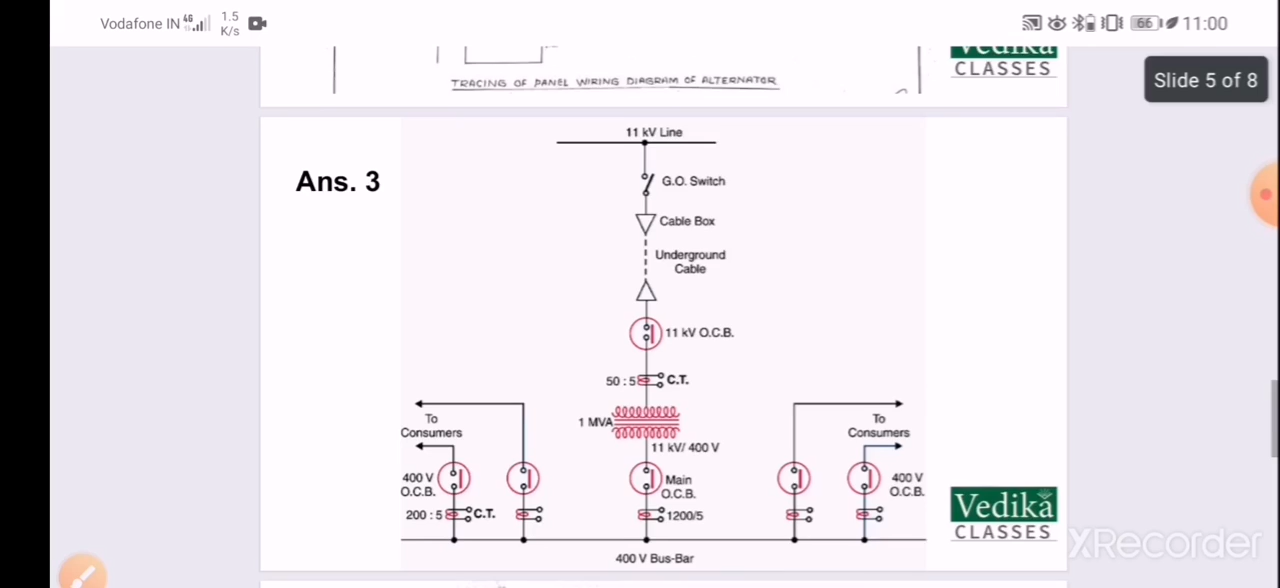 Vodafone IN 4G 1.5 K/s
66 11:00
Vedika
CLASSES
Slide 5 of 8
TRACING OF PANEL WIRING DIAGRAM OF ALTERNATOR
11 kV Line
Ans. 3
G.O. Switch
Cable Box
Underground
Cable
11 kV O.C.B.
50 : 5 C.T.
1 MVA
11 kV/ 400 V
To
Consumers
To
Consumers
400 V
O.C.B.
Main
O.C.B.
400 V
O.C.B.
200 : 5 C.T.
1200/5
400 V Bus-Bar
Vedika
CLASSES
XRecorder